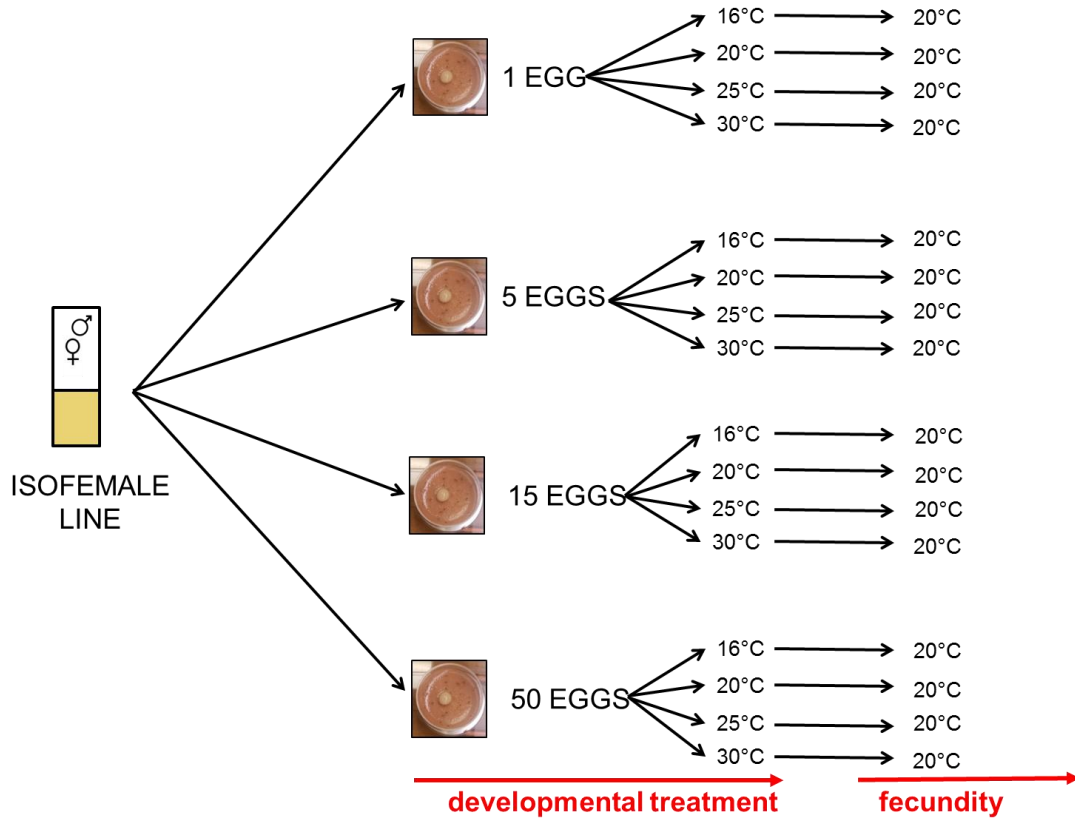 16°C 20°C
20°C 20°C
1 EGG
25°C 20°C
30°C 20°C
16°C 20°C
20°C 20°C
5 EGGS
25°C 20°C
30°C 20°C
♂
♀
ISOFEMALE
LINE
16°C 20°C
20°C 20°C
15 EGGS
25°C 20°C
30°C 20°C
16°C 20°C
20°C 20°C
50 EGGS
25°C 20°C
30°C 20°C
developmental treatment
fecundity